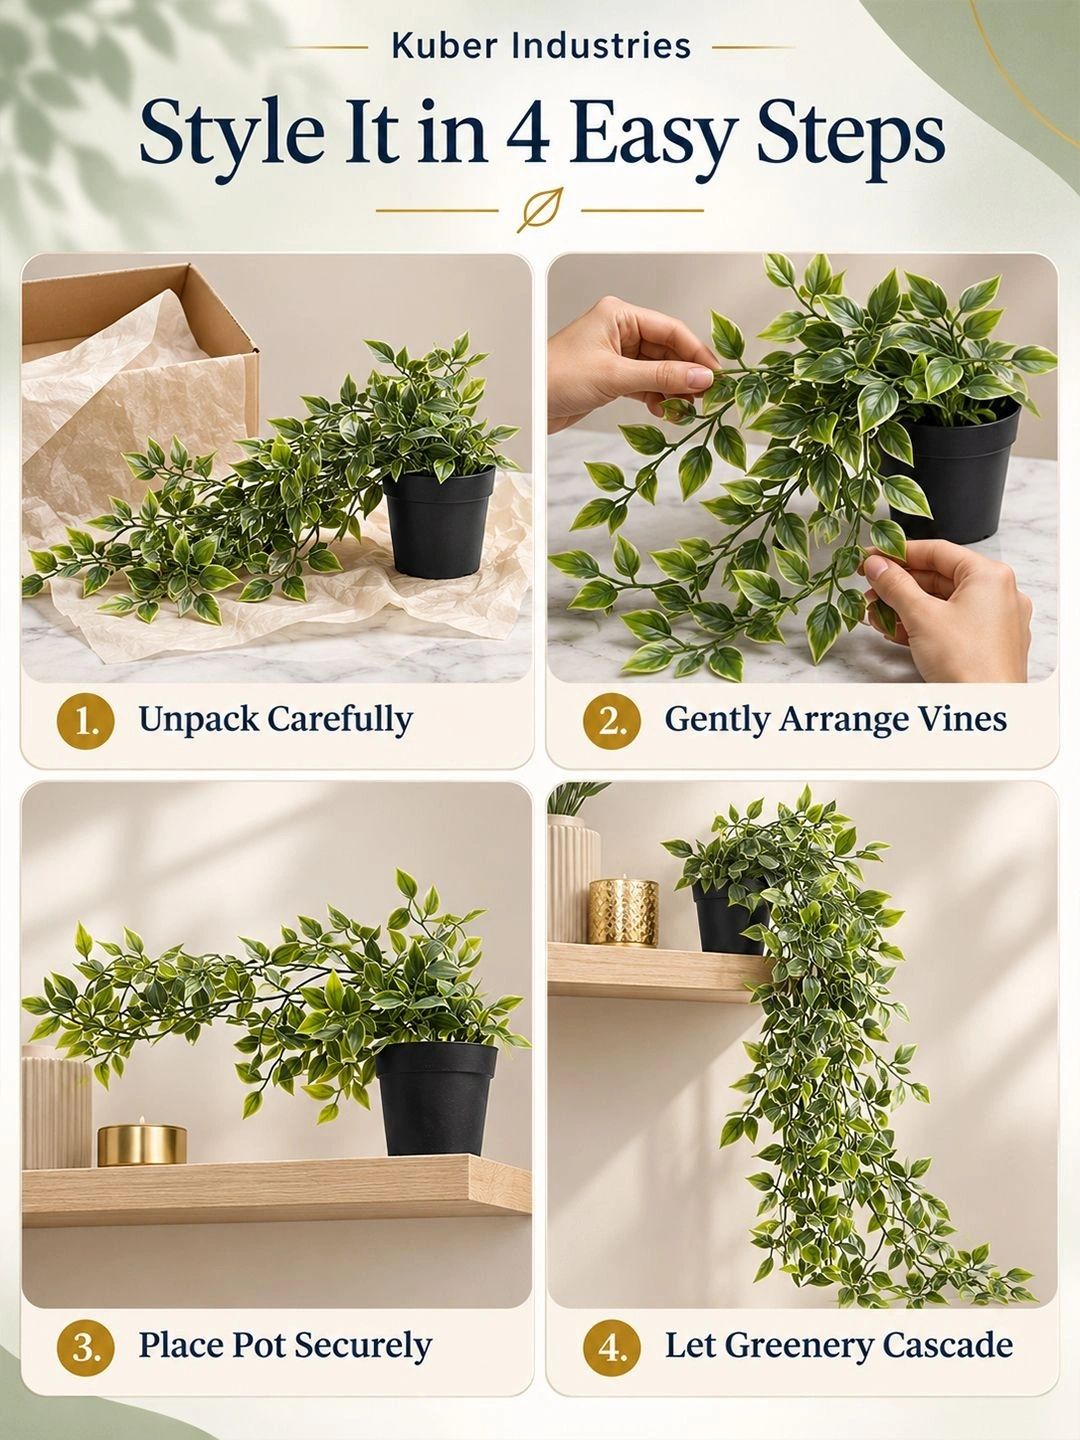 Kuber Industries
Style It in 4 Easy Steps
1. Unpack Carefully
2. Gently Arrange Vines
3. Place Pot Securely
4. Let Greenery Cascade